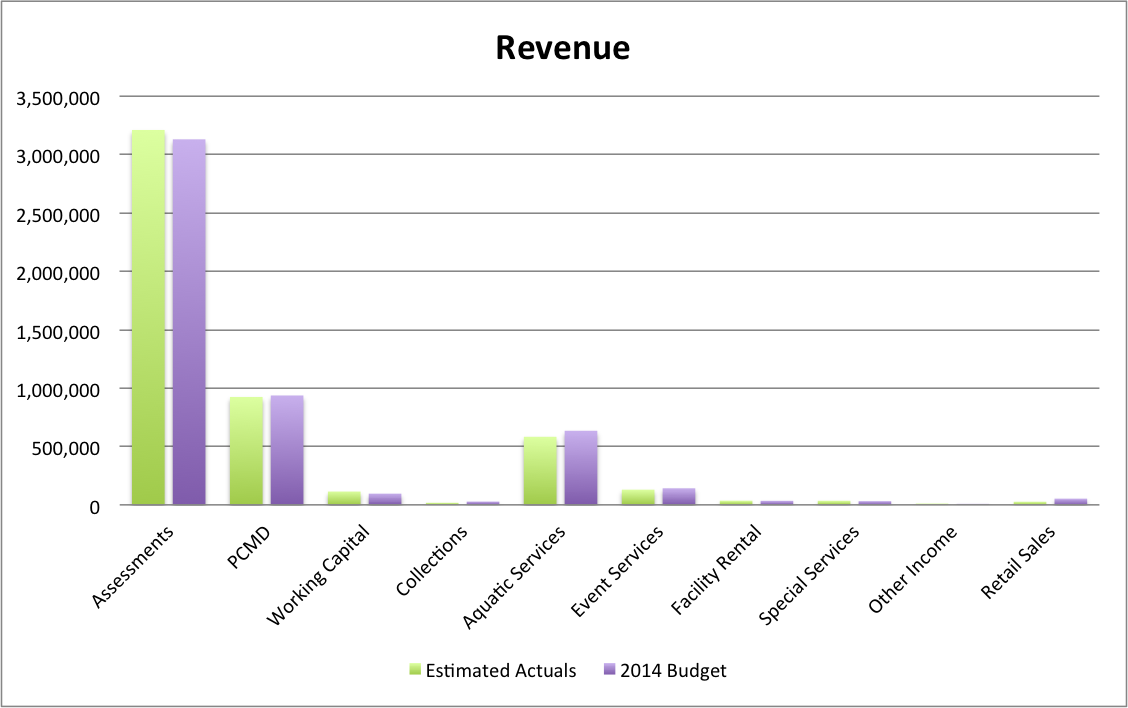 Revenue
3,500,000
3,000,000
2,500,000
2,000,000
1,500,000
1,000,000
500,000
0
Assessments
PCMD
Working Capital
Collections
Aquatic Services
Event Services
Facility Rental
Special Services
Other Income
Retail Sales
Estimated Actuals
2014 Budget